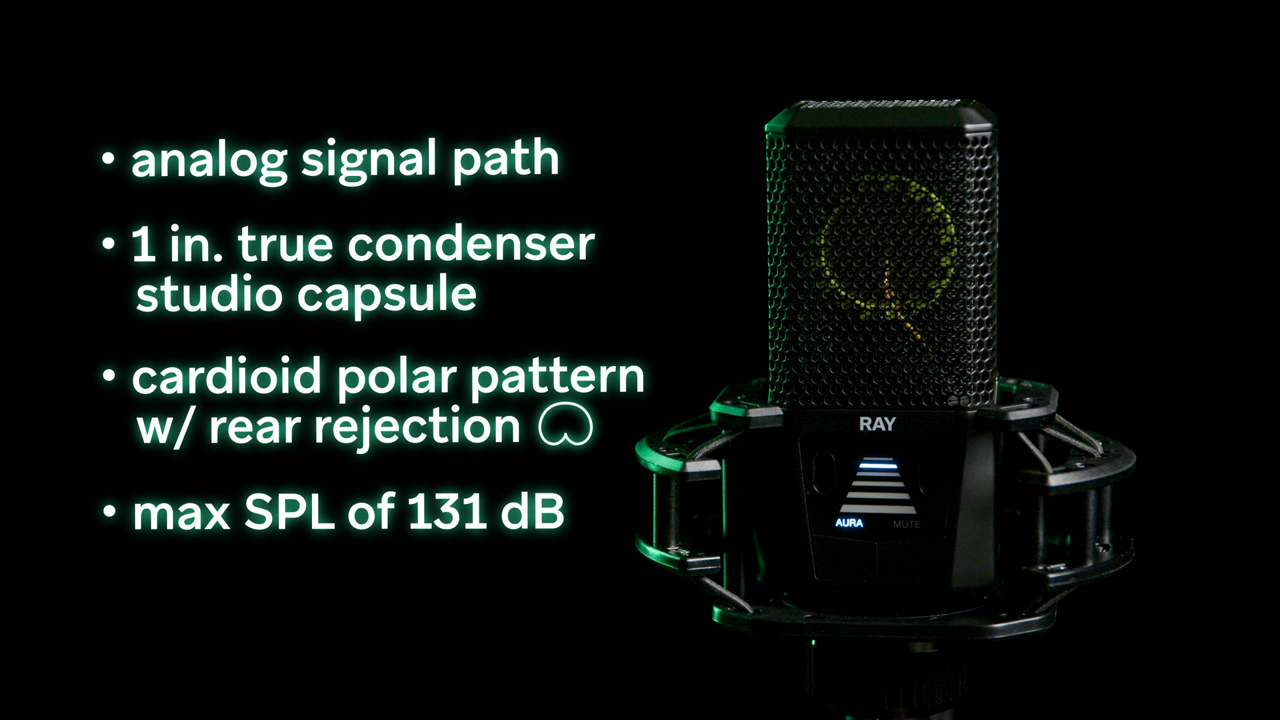 • analog signal path
• 1 in. true condenser
studio capsule
• cardioid polar pattern
w/ rear rejection
• max SPL of 131 dB
RAY
AURA MUTE